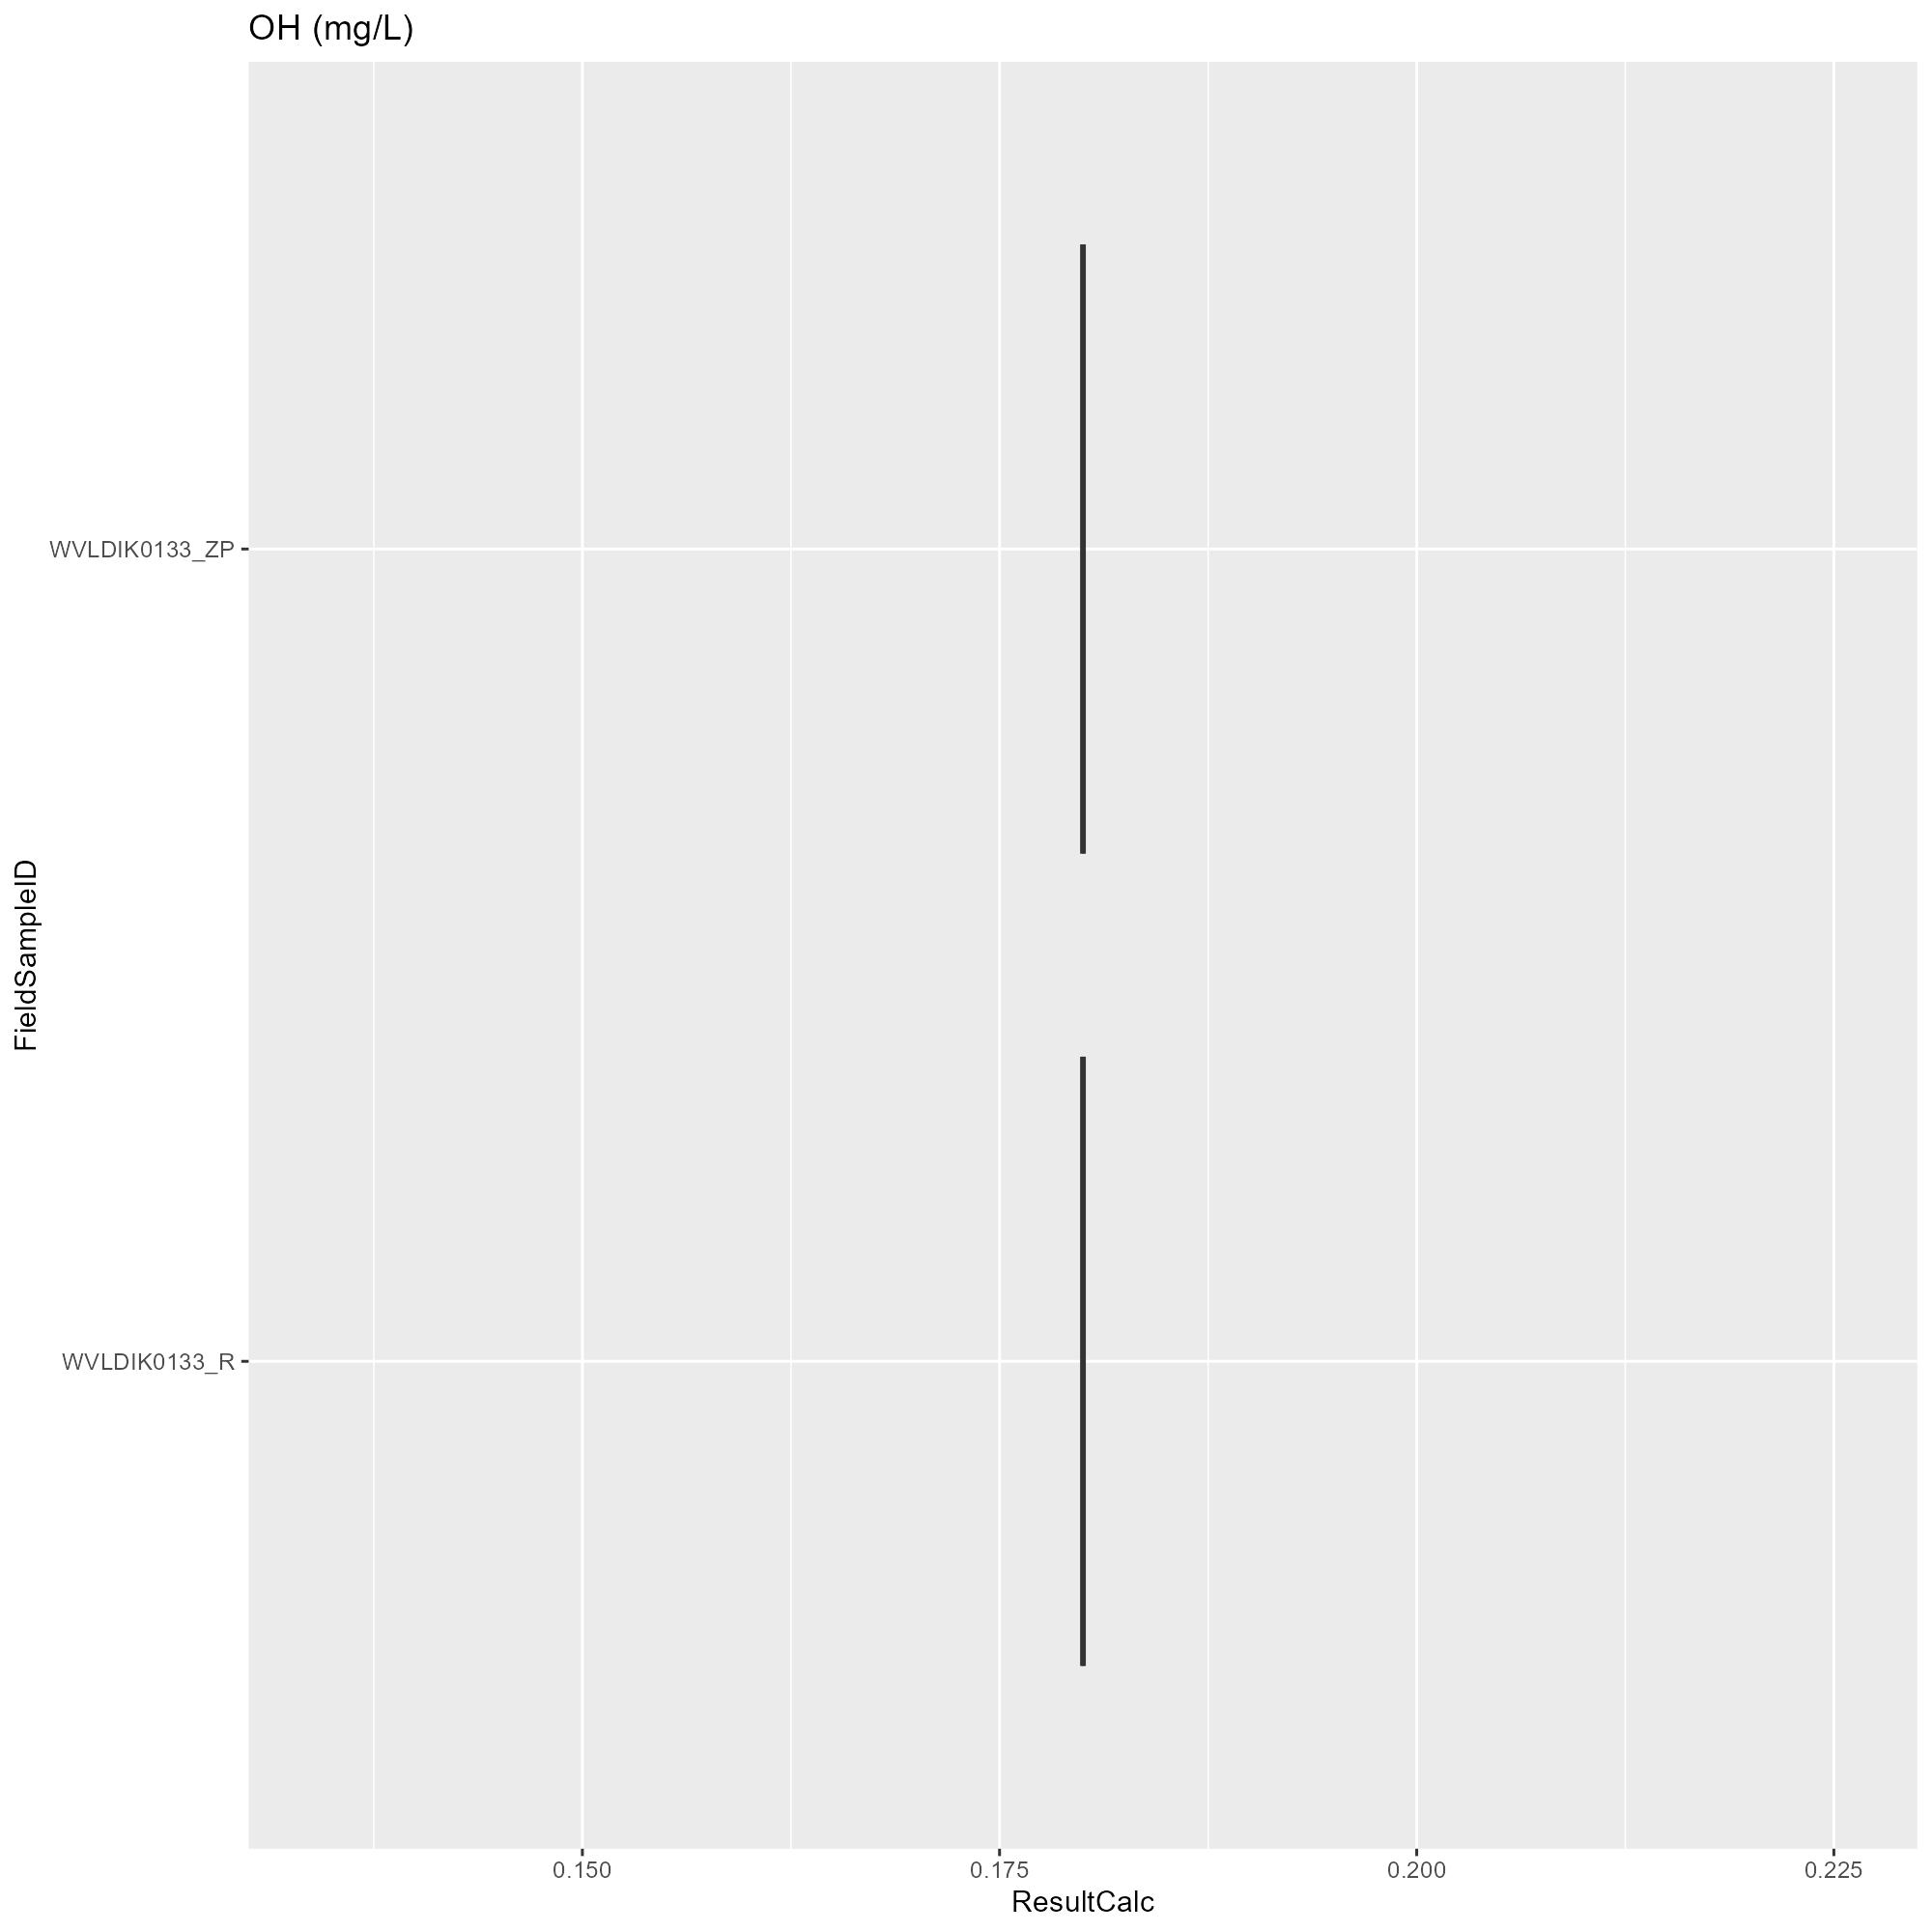 OH (mg/L)
FieldSampleID
WVLDIK0133_ZP
WVLDIK0133_R
0.150 0.175 0.200 0.225
ResultCalc